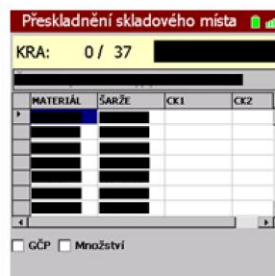 Přeskladnění skladového místa
KRA: 0 / 37
MATERIÁL ŠARŽE CK1 CK2
GČP Množství